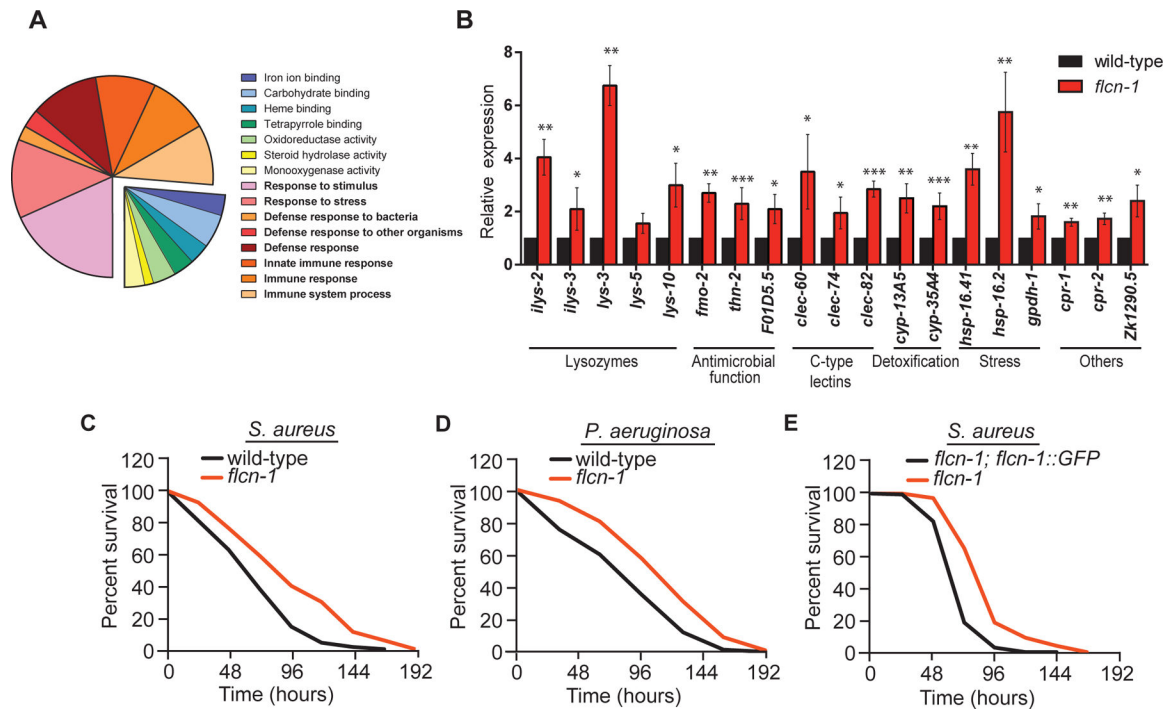 A
Iron ion binding
Carbohydrate binding
Heme binding
Tetrapyrrole binding
Oxidoreductase activity
Steroid hydrolase activity
Monooxygenase activity
Response to stimulus
Response to stress
Defense response to bacteria
Defense response to other organisms
Defense response
Innate immune response
Immune response
Immune system process
B
wild-type
flcn-1
Relative expression
8
6
4
2
0
** * ** * ** *** * * * *** ** *** ** ** * ** ** *
ilys-2 ilys-3 lys-3 lys-5 lys-10 fmo-2 thn-2 F01D5.5 clec-60 clec-74 clec-82 cyp-13A5 cyp-35A4 hsp-16.41 hsp-16.2 gpdh-1 cpr-1 cpr-2 Zk1290.5
Lysozymes
Antimicrobial
function
C-type
lectins
Detoxification
Stress
Others
C
S. aureus
wild-type
flcn-1
Percent survival
120
100
80
60
40
20
0
0 48 96 144 192
Time (hours)
D
P. aeruginosa
wild-type
flcn-1
Percent survival
120
100
80
60
40
20
0
0 48 96 144 192
Time (hours)
E
S. aureus
flcn-1; flcn-1::GFP
flcn-1
Percent survival
120
100
80
60
40
20
0
0 48 96 144 192
Time (hours)